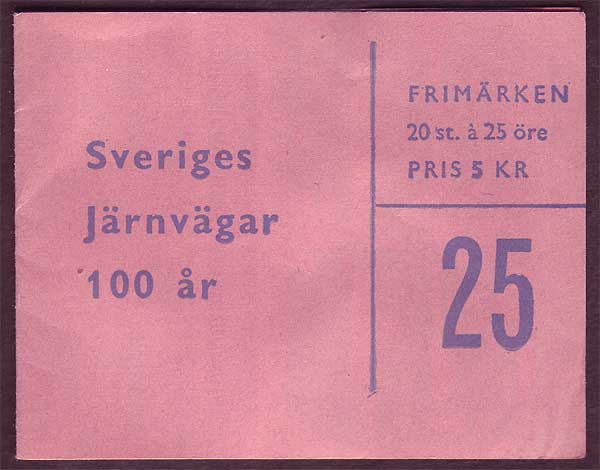 Sveriges
Järnvägar
100 år
FRIMÄRKEN
20 st. à 25 öre
PRIS 5 KR
25